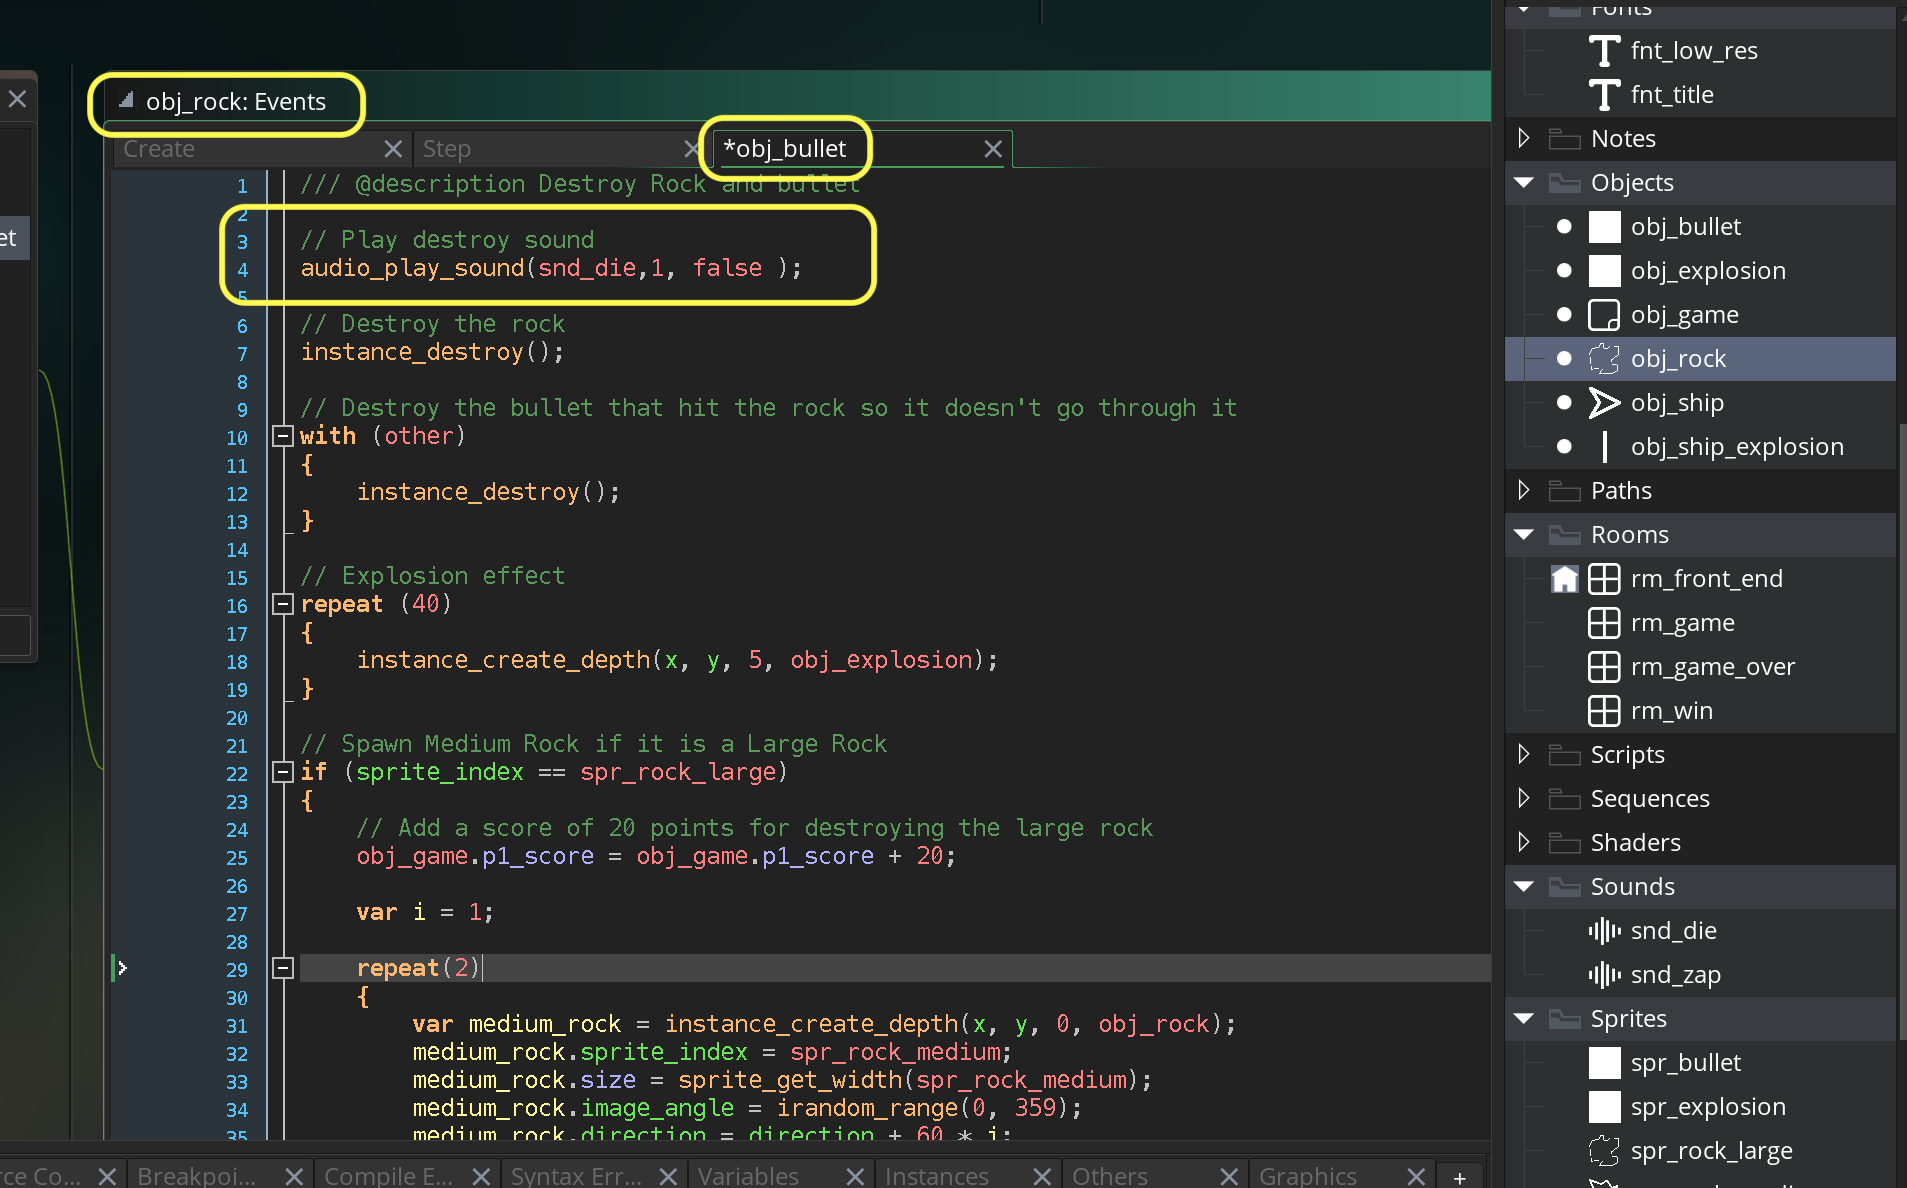 obj_rock: Events
Create
Step
*obj_bullet
1 /// @description Destroy Rock and bullet
2
3 // Play destroy sound
4 audio_play_sound(snd_die,1, false );
5
6 // Destroy the rock
7 instance_destroy();
8
9 // Destroy the bullet that hit the rock so it doesn't go through it
10 with (other)
11 {
12 instance_destroy();
13 }
14
15 // Explosion effect
16 repeat (40)
17 {
18 instance_create_depth(x, y, 5, obj_explosion);
19 }
20
21 // Spawn Medium Rock if it is a Large Rock
22 if (sprite_index == spr_rock_large)
23 {
24 // Add a score of 20 points for destroying the large rock
25 obj_game.p1_score = obj_game.p1_score + 20;
26
27 var i = 1;
28
29 repeat(2)
30 {
31 var medium_rock = instance_create_depth(x, y, 0, obj_rock);
32 medium_rock.sprite_index = spr_rock_medium;
33 medium_rock.size = sprite_get_width(spr_rock_medium);
34 medium_rock.image_angle = irandom_range(0, 359);
35 medium_rock.direction = direction + 60 * i;
et
rce Co...
Breakpoi...
Compile E...
Syntax Err...
Variables
Instances
Others
Graphics
+
Fonts
fnt_low_res
fnt_title
Notes
Objects
obj_bullet
obj_explosion
obj_game
obj_rock
obj_ship
obj_ship_explosion
Paths
Rooms
rm_front_end
rm_game
rm_game_over
rm_win
Scripts
Sequences
Shaders
Sounds
snd_die
snd_zap
Sprites
spr_bullet
spr_explosion
spr_rock_large